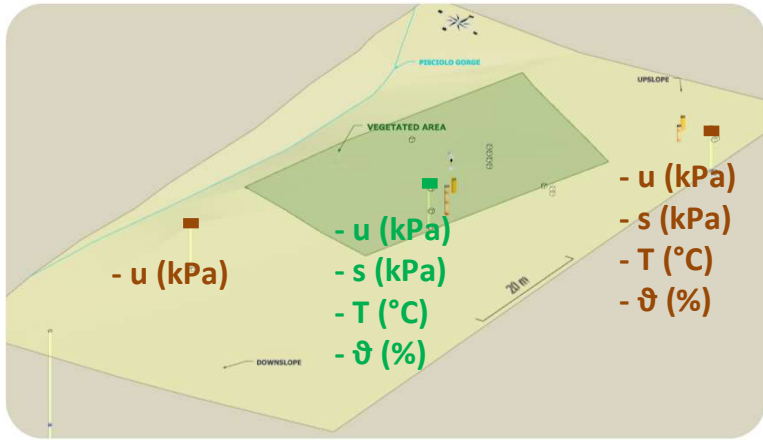 PISCIOLO GORGE
UPSLOPE
VEGETATED AREA
- u (kPa)
- s (kPa)
- T (°C)
- ϑ (%)
- u (kPa)
- s (kPa)
- T (°C)
- ϑ (%)
- u (kPa)
20 m
DOWNSLOPE